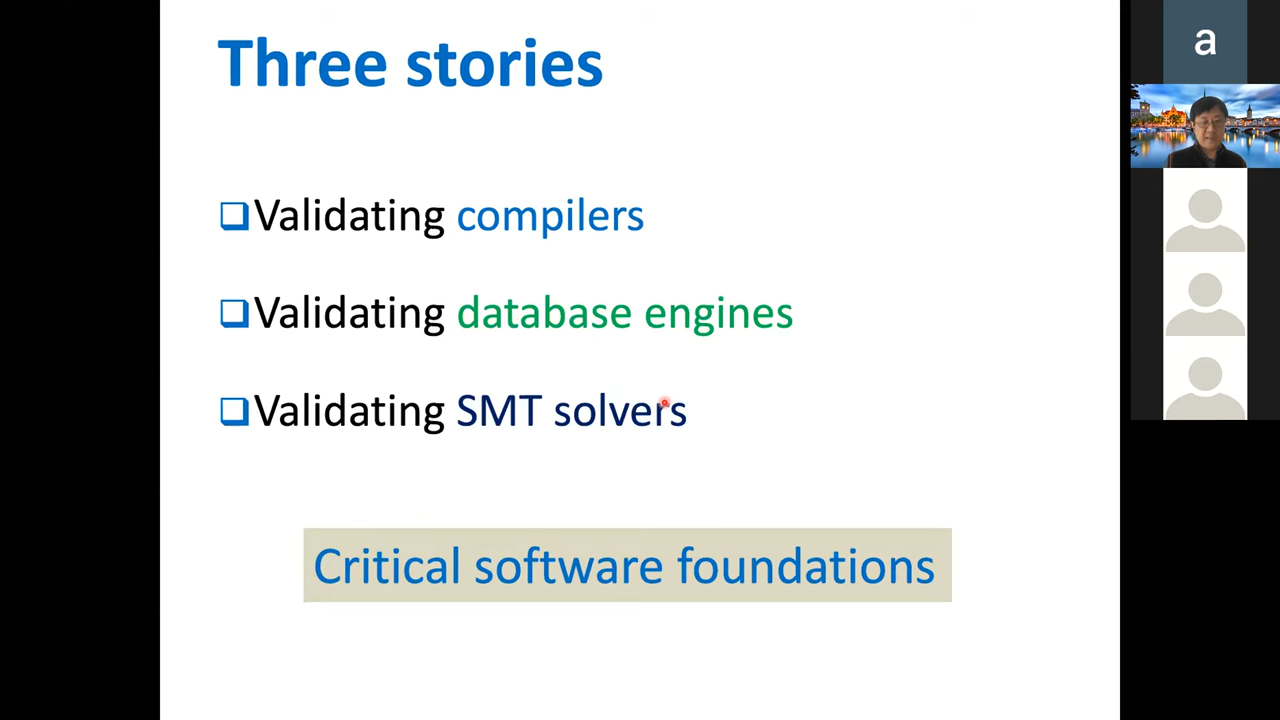 Three stories
Validating compilers
Validating database engines
Validating SMT solvers
Critical software foundations
a